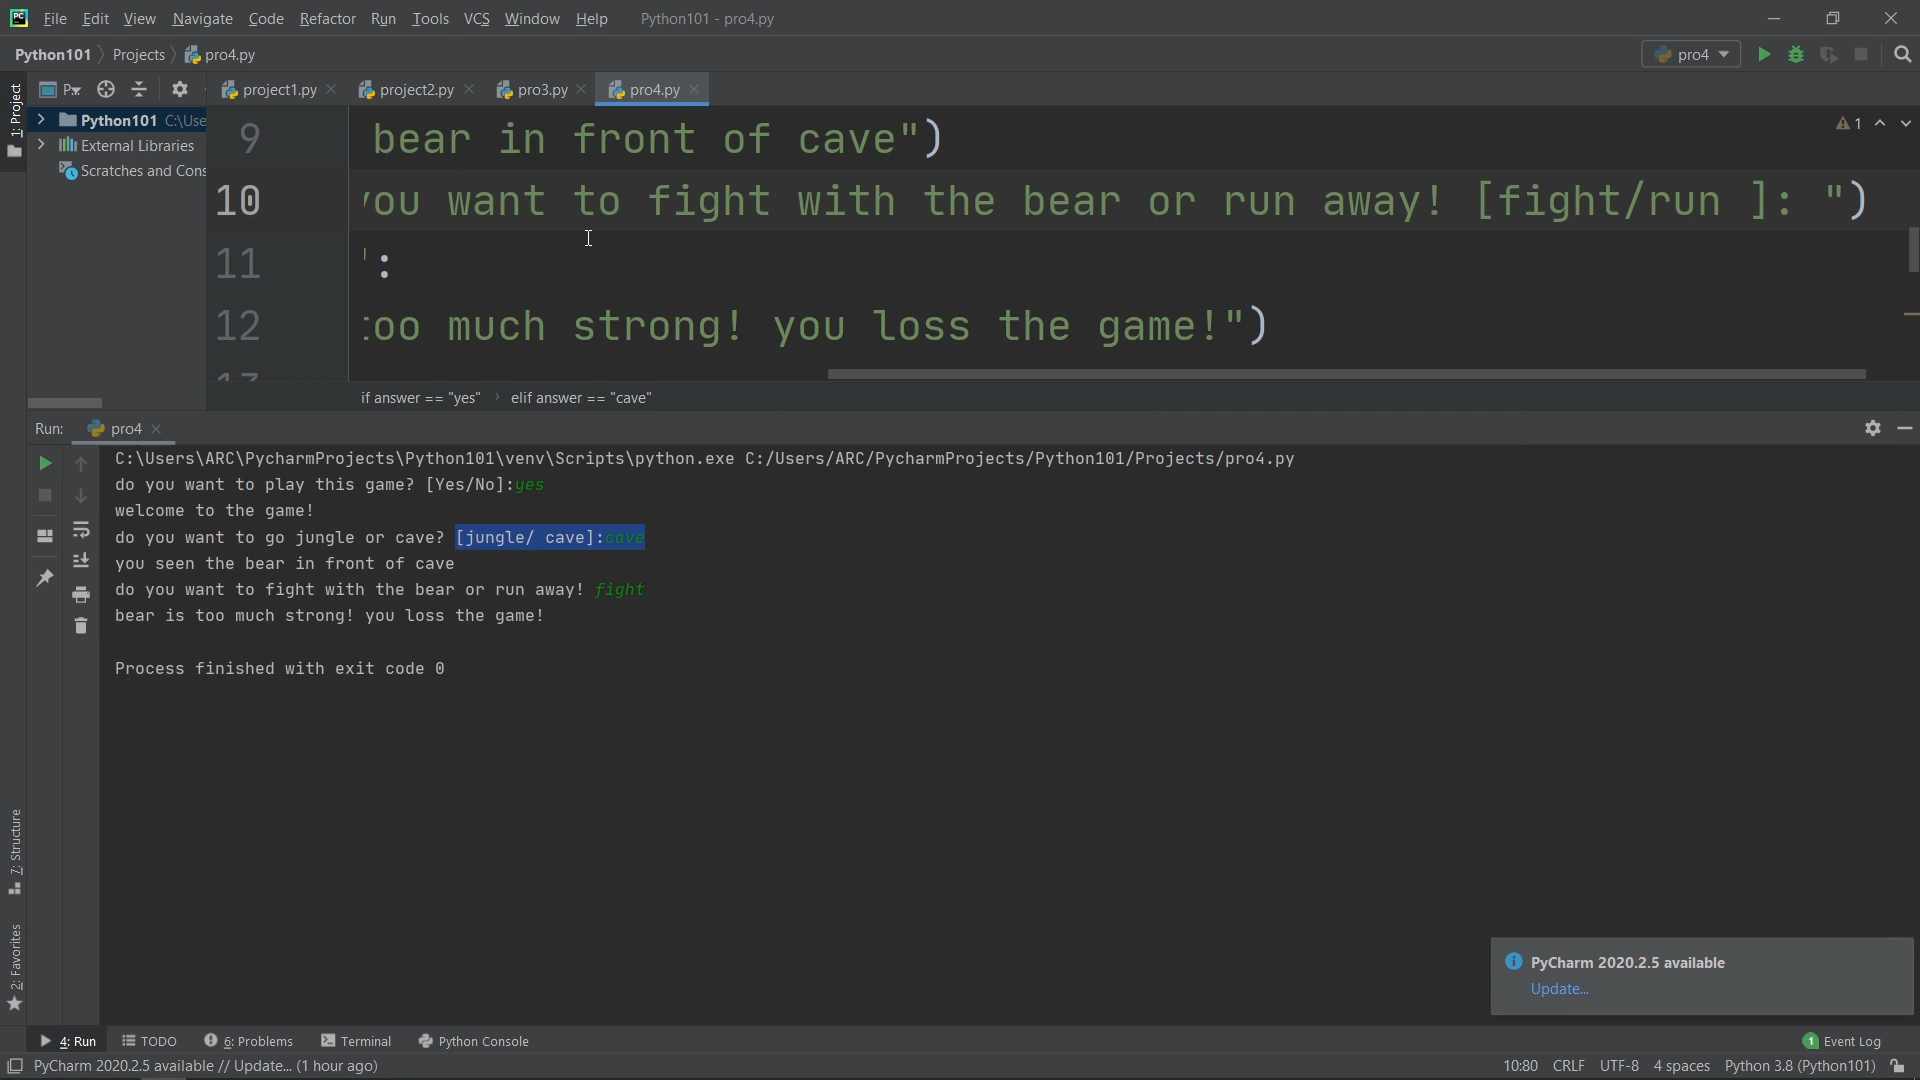 File Edit View Navigate Code Refactor Run Tools VCS Window Help Python101 - pro4.py
Python101 Projects pro4.py pro4
P... project1.py project2.py pro3.py pro4.py
1: Project
Python101 C:\Use
External Libraries
Scratches and Cons
9 bear in front of cave")
1
10 you want to fight with the bear or run away! [fight/run ]: ")
11 ":
12 too much strong! you loss the game!")
if answer == "yes" elif answer == "cave"
Run: pro4
C:\Users\ARC\PycharmProjects\Python101\venv\Scripts\python.exe C:/Users/ARC/PycharmProjects/Python101/Projects/pro4.py
do you want to play this game? [Yes/No]:yes
welcome to the game!
do you want to go jungle or cave? [jungle/ cave]:cave
you seen the bear in front of cave
do you want to fight with the bear or run away! fight
bear is too much strong! you loss the game!
Process finished with exit code 0
7: Structure
2: Favorites
PyCharm 2020.2.5 available
Update...
4: Run TODO 6: Problems Terminal Python Console 1 Event Log
PyCharm 2020.2.5 available // Update... (1 hour ago) 10:80 CRLF UTF-8 4 spaces Python 3.8 (Python101)